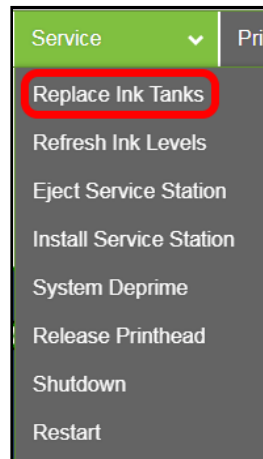 Service Pri
Replace Ink Tanks
Refresh Ink Levels
Eject Service Station
Install Service Station
System Deprime
Release Printhead
Shutdown
Restart